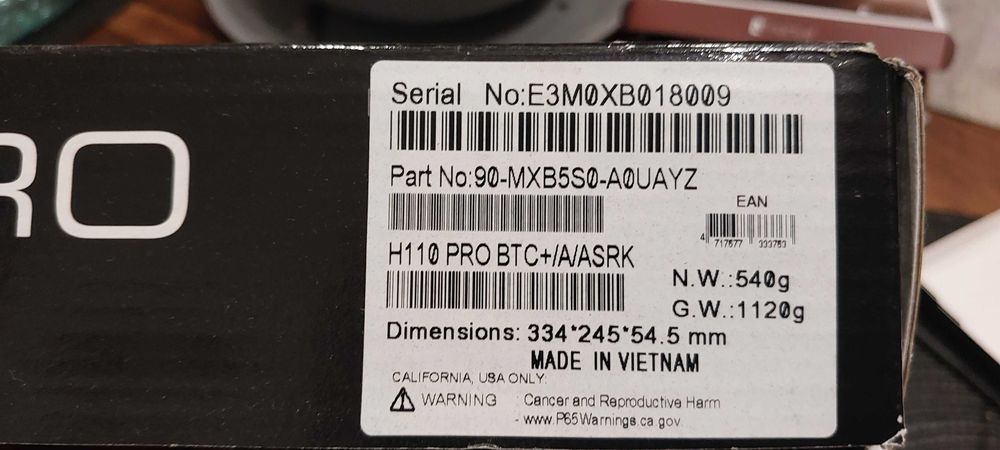 RO
Serial No:E3M0XB018009
Part No:90-MXB5S0-A0UAYZ
EAN
4 717677 333763
H110 PRO BTC+/A/ASRK
N.W.:540g
G.W.:1120g
Dimensions: 334*245*54.5 mm
MADE IN VIETNAM
CALIFORNIA, USA ONLY:
WARNING : Cancer and Reproductive Harm
- www.P65Warnings.ca.gov.